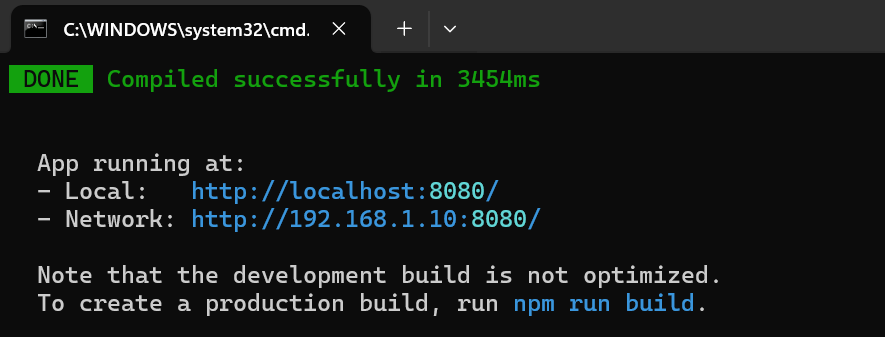 C:\WINDOWS\system32\cmd.
DONE Compiled successfully in 3454ms
App running at:
- Local: http://localhost:8080/
- Network: http://192.168.1.10:8080/
Note that the development build is not optimized.
To create a production build, run npm run build.